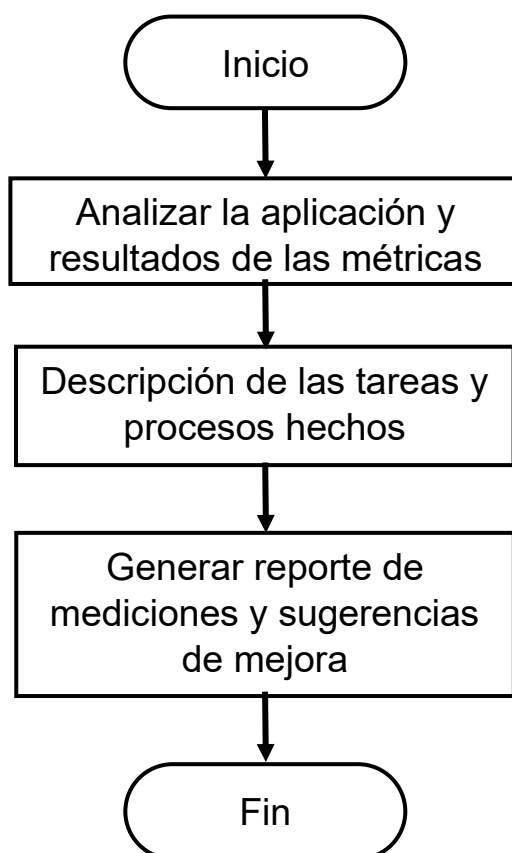 Inicio
Analizar la aplicación y
resultados de las métricas
Descripción de las tareas y
procesos hechos
Generar reporte de
mediciones y sugerencias
de mejora
Fin